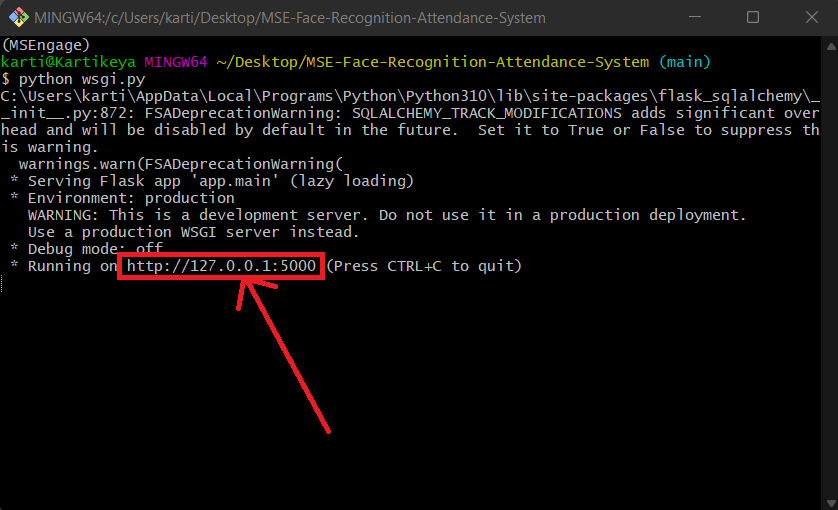 MINGW64:/c/Users/karti/Desktop/MSE-Face-Recognition-Attendance-System
(MSEngage)
karti@Kartikeya MINGW64 ~/Desktop/MSE-Face-Recognition-Attendance-System (main)
$ python wsgi.py
C:\Users\karti\AppData\Local\Programs\Python\Python310\lib\site-packages\flask_sqlalchemy\_
_init__.py:872: FSADeprecationWarning: SQLALCHEMY_TRACK_MODIFICATIONS adds significant over
head and will be disabled by default in the future.  Set it to True or False to suppress th
is warning.
  warnings.warn(FSADeprecationWarning(
 * Serving Flask app 'app.main' (lazy loading)
 * Environment: production
   WARNING: This is a development server. Do not use it in a production deployment.
   Use a production WSGI server instead.
 * Debug mode: off
 * Running on http://127.0.0.1:5000 (Press CTRL+C to quit)